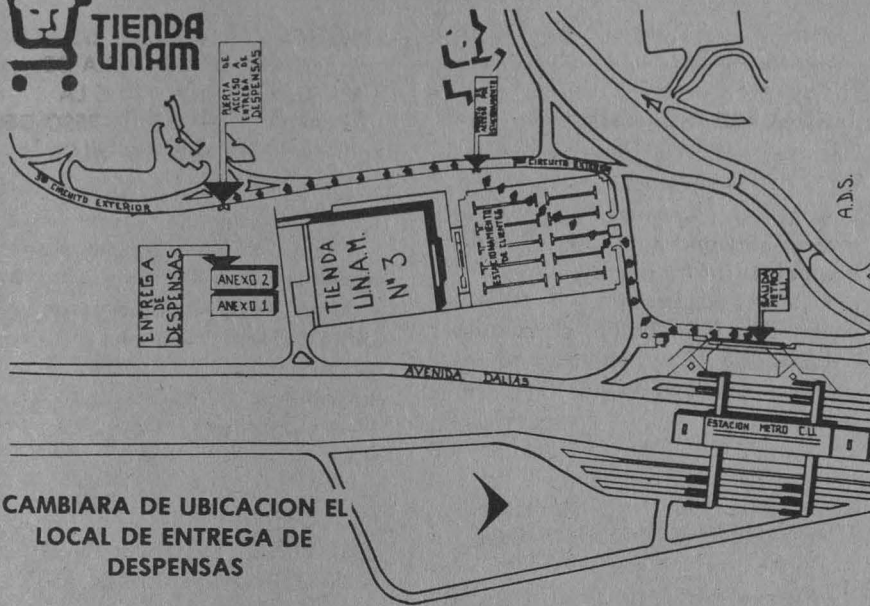 TIENDA
UNAM
PUERTA DE
ACCESO A
ENTREGA DE
DESPENSAS
CIRCUITO EXTERIOR
CIRCUITO EXTERIOR
A.D.S.
ENTREGA
DE
DESPENSAS
ANEXO 2
ANEXO 1
TIENDA
U.N.A.M.
Nº 3
ESTACIONAMIENTO
DE CLIENTES
SALIDA
METRO
C.U.
AVENIDA DALIAS
ESTACION METRO C.U.
CAMBIARA DE UBICACION EL
LOCAL DE ENTREGA DE
DESPENSAS